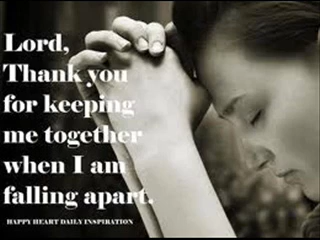 Lord,
Thank you
for keeping
me together
when I am
falling apart.
HAPPY HEART DAILY INSPIRATION